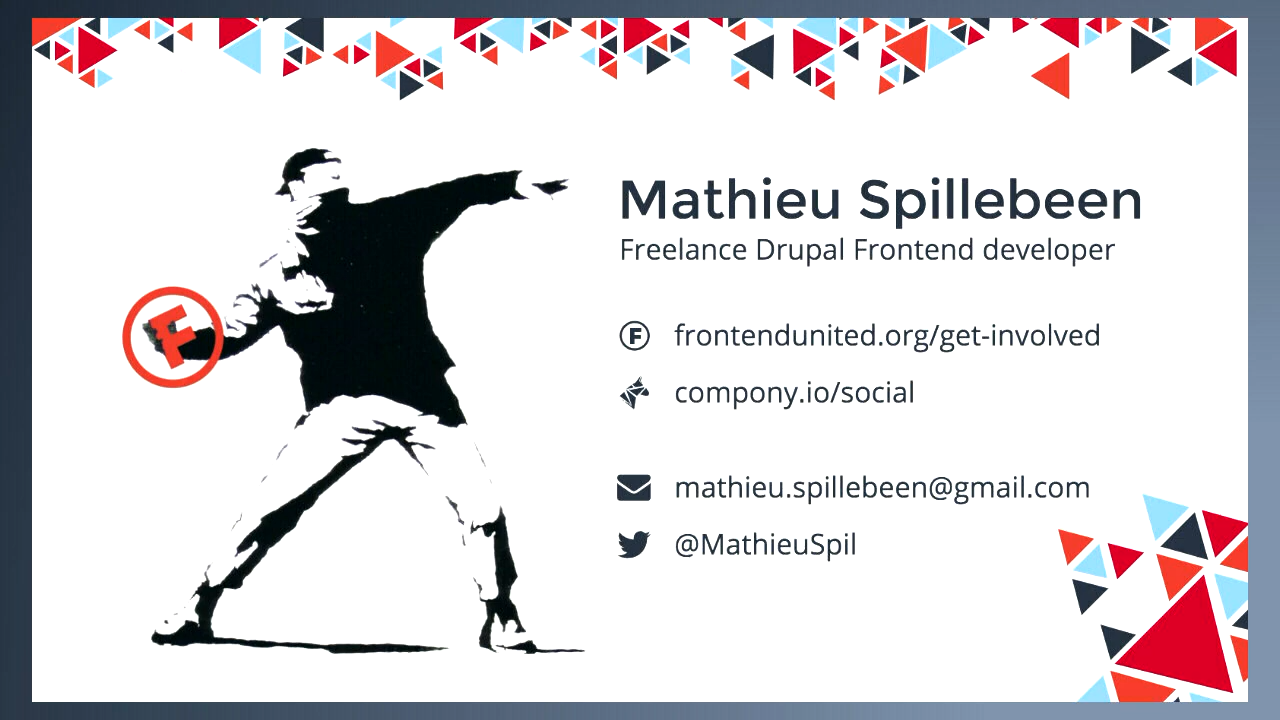 Mathieu Spillebeen
Freelance Drupal Frontend developer
F
F
frontendunited.org/get-involved
compony.io/social
mathieu.spillebeen@gmail.com
@MathieuSpil